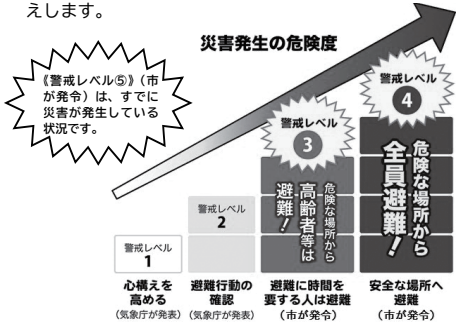 えします。
災害発生の危険度
《警戒レベル⑤》(市
が発令)は、すでに
災害が発生している
状況です。
警戒レベル
1
心構えを
高める
(気象庁が発表)
警戒レベル
2
避難行動の
確認
(気象庁が発表)
警戒レベル
3
危険な場所から
高齢者等は
避難!
避難に時間を
要する人は避難
(市が発令)
警戒レベル
4
危険な場所から
全員避難!
安全な場所へ
避難
(市が発令)